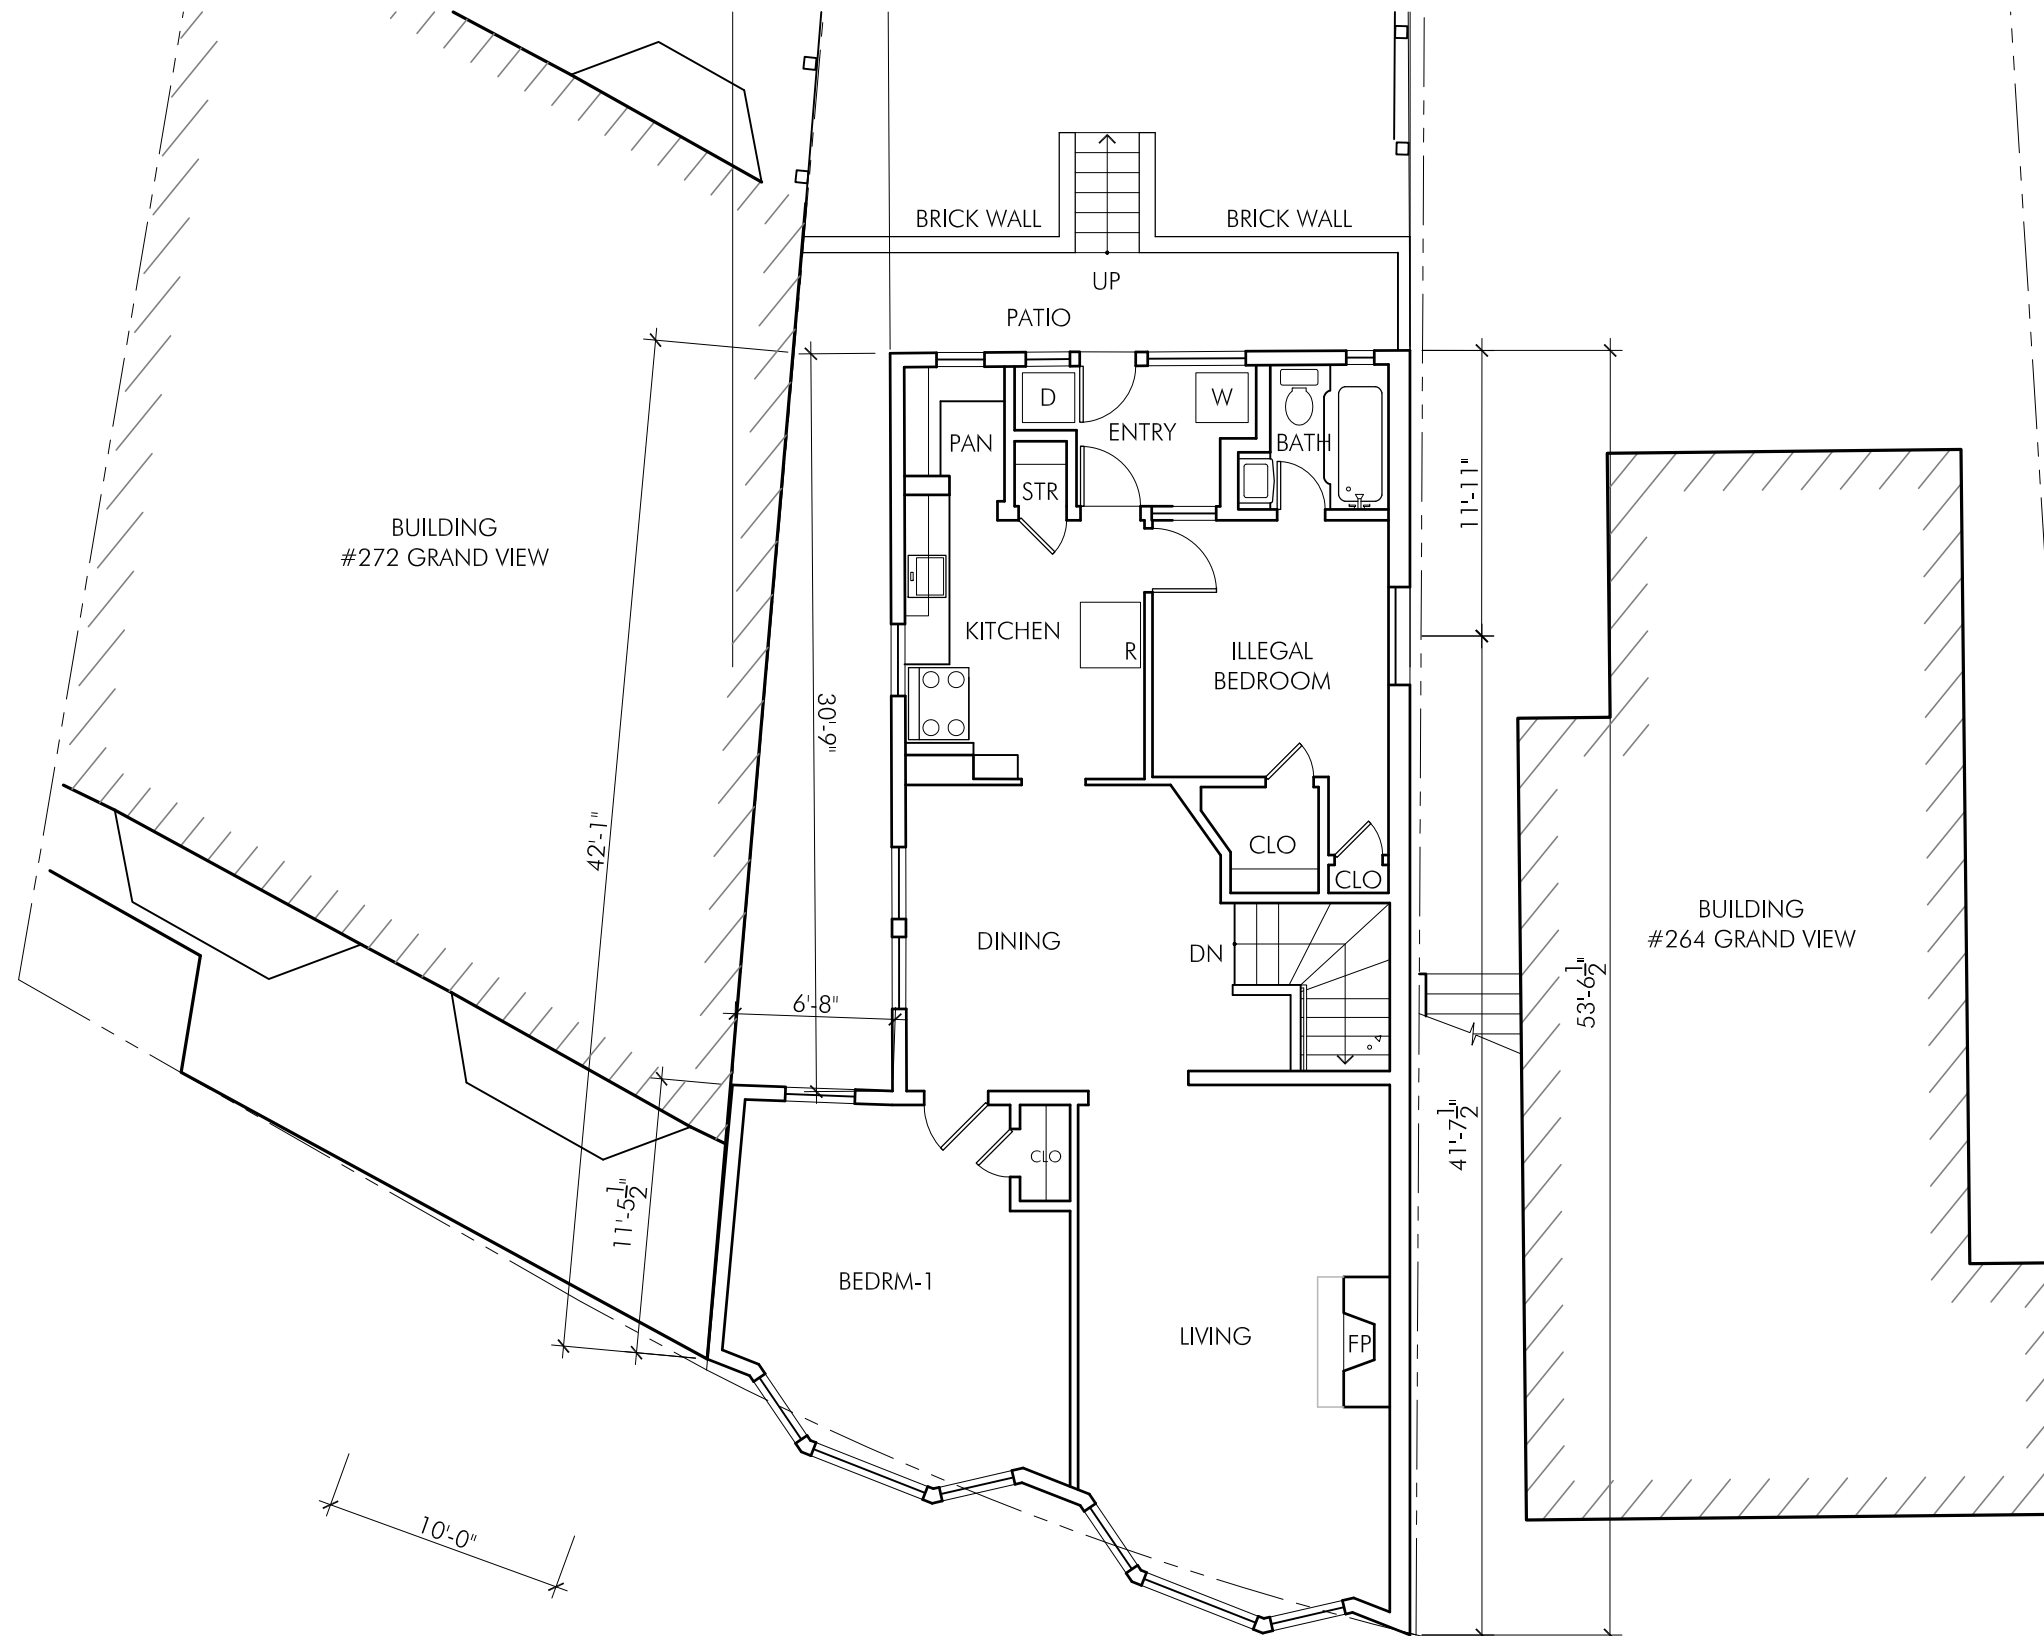 BRICK WALL
BRICK WALL
UP
PATIO
D
W
PAN
ENTRY
BATH
STR
11'-11"
BUILDING
#272 GRAND VIEW
KITCHEN
R
ILLEGAL
BEDROOM
30'-9"
42'-1"
CLO
CLO
BUILDING
#264 GRAND VIEW
DINING
DN
6'-8"
53'-6 1/2"
41'-7 1/2"
CLO
11'-5 1/2"
BEDRM-1
LIVING
FP
10'-0"